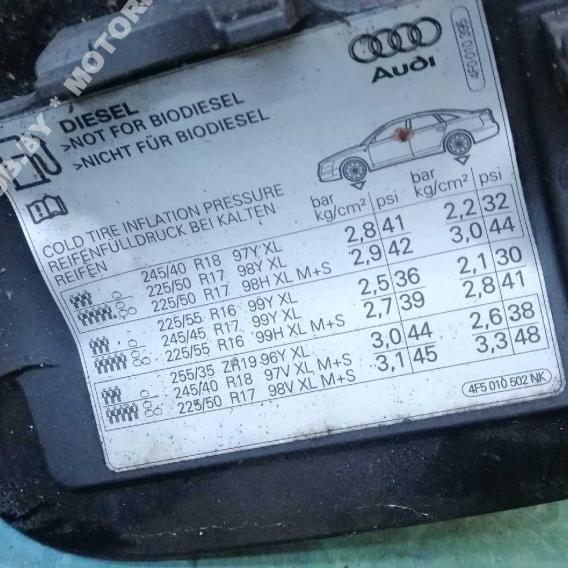 Audi
4F0 010 395
DIESEL
>NOT FOR BIODIESEL
>NICHT FÜR BIODIESEL
COLD TIRE INFLATION PRESSURE
REIFENFÜLLDRUCK BEI KALTEN
REIFEN
bar psi bar psi
kg/cm² kg/cm²
245/40 R18 97Y XL 2,8 41 2,2 32
225/50 R17 98Y XL 2,9 42 3,0 44
225/50 R17 98H XL M+S
225/55 R16 99Y XL 2,5 36 2,1 30
245/45 R17 99Y XL 2,7 39 2,8 41
225/55 R16 99H XL M+S
255/35 ZR19 96Y XL 3,0 44 2,6 38
245/40 R18 97V XL M+S 3,1 45 3,3 48
225/50 R17 98V XL M+S
4F5 010 502 NK
BY * MOTOR